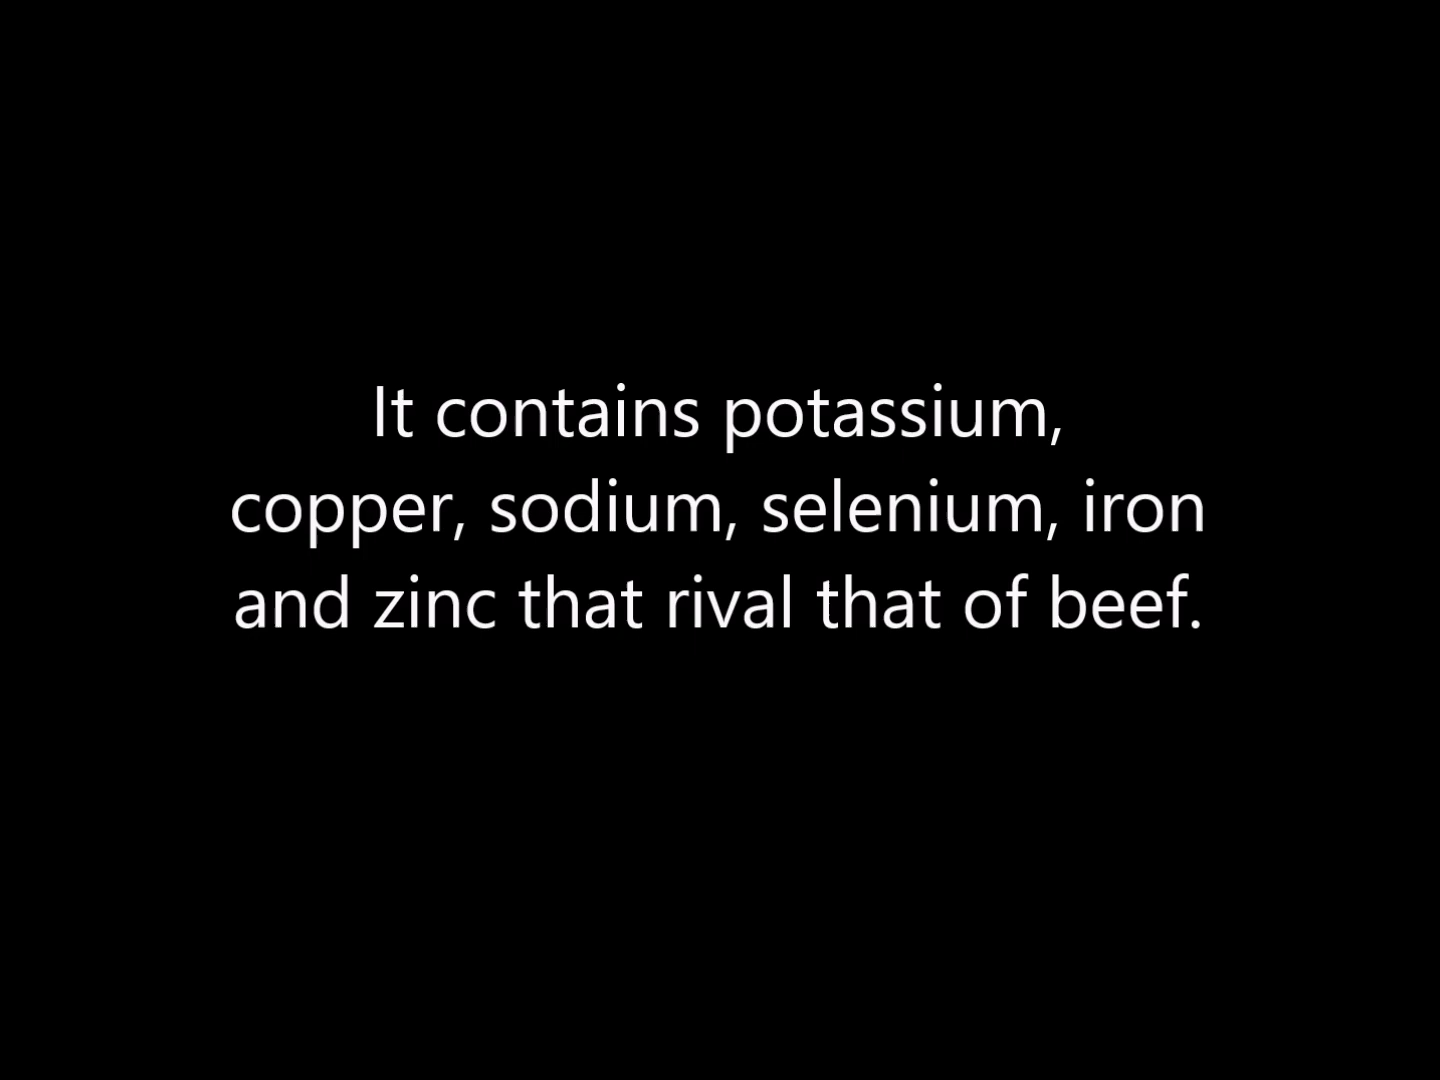 It contains potassium,
copper, sodium, selenium, iron
and zinc that rival that of beef.